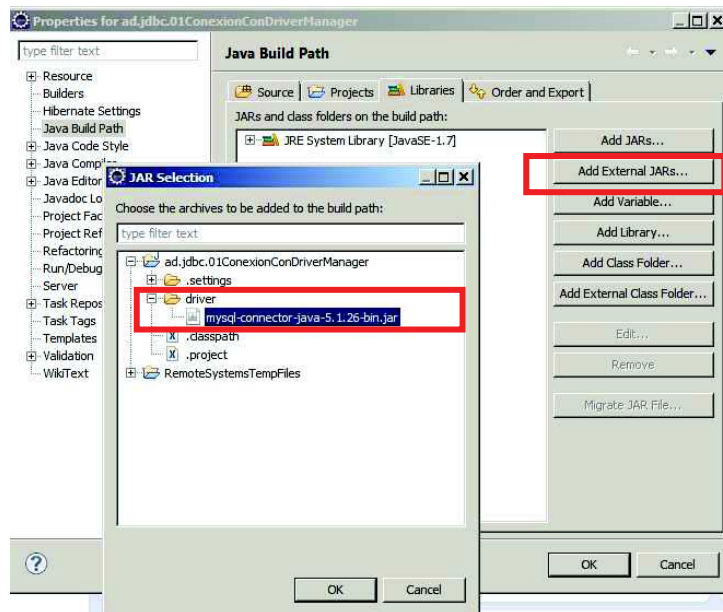 Properties for ad.jdbc.01ConexionConDriverManager
type filter text
Java Build Path
Resource
Builders
Hibernate Settings
Java Build Path
Java Code Style
Java Compiler
Java Editor
Javadoc Lo
Project Fac
Project Ref
Refactoring
Run/Debug
Server
Task Repos
Task Tags
Templates
Validation
WikiText
Source Projects Libraries Order and Export
JARs and class folders on the build path:
JRE System Library [JavaSE-1.7]
Add JARs...
Add External JARs...
Add Variable...
Add Library...
Add Class Folder...
Add External Class Folder...
Edit...
Remove
Migrate JAR File...
JAR Selection
Choose the archives to be added to the build path:
type filter text
ad.jdbc.01ConexionConDriverManager
.settings
driver
mysql-connector-java-5.1.26-bin.jar
.classpath
.project
RemoteSystemsTempFiles
OK Cancel
OK Cancel